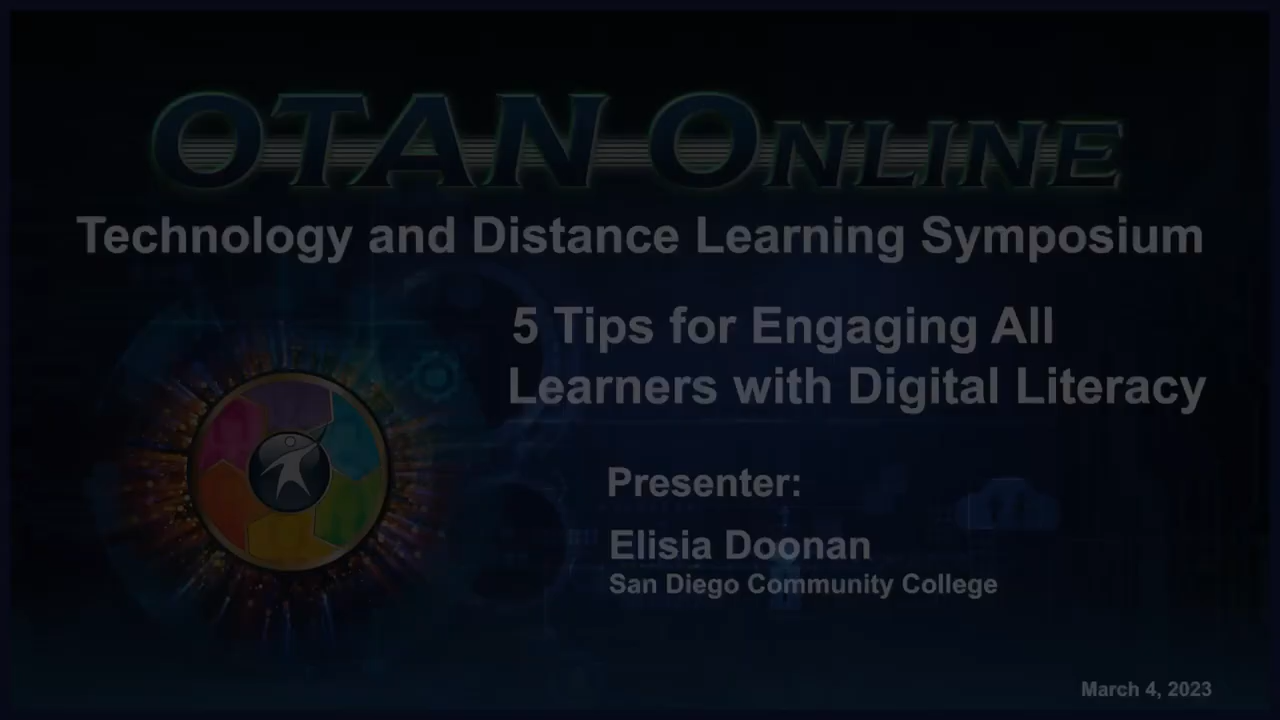 OTAN ONLINE
Technology and Distance Learning Symposium
5 Tips for Engaging All
Learners with Digital Literacy
Presenter:
Elisia Doonan
San Diego Community College
March 4, 2023